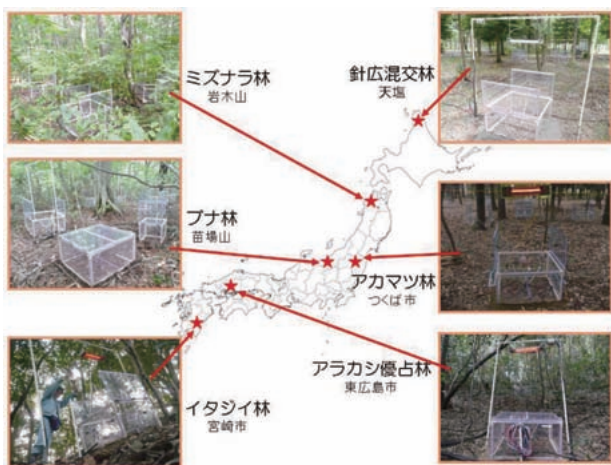 ミズナラ林
岩木山
針広混交林
天塩
ブナ林
苗場山
アカマツ林
つくば市
アラカシ優占林
東広島市
イタジイ林
宮崎市